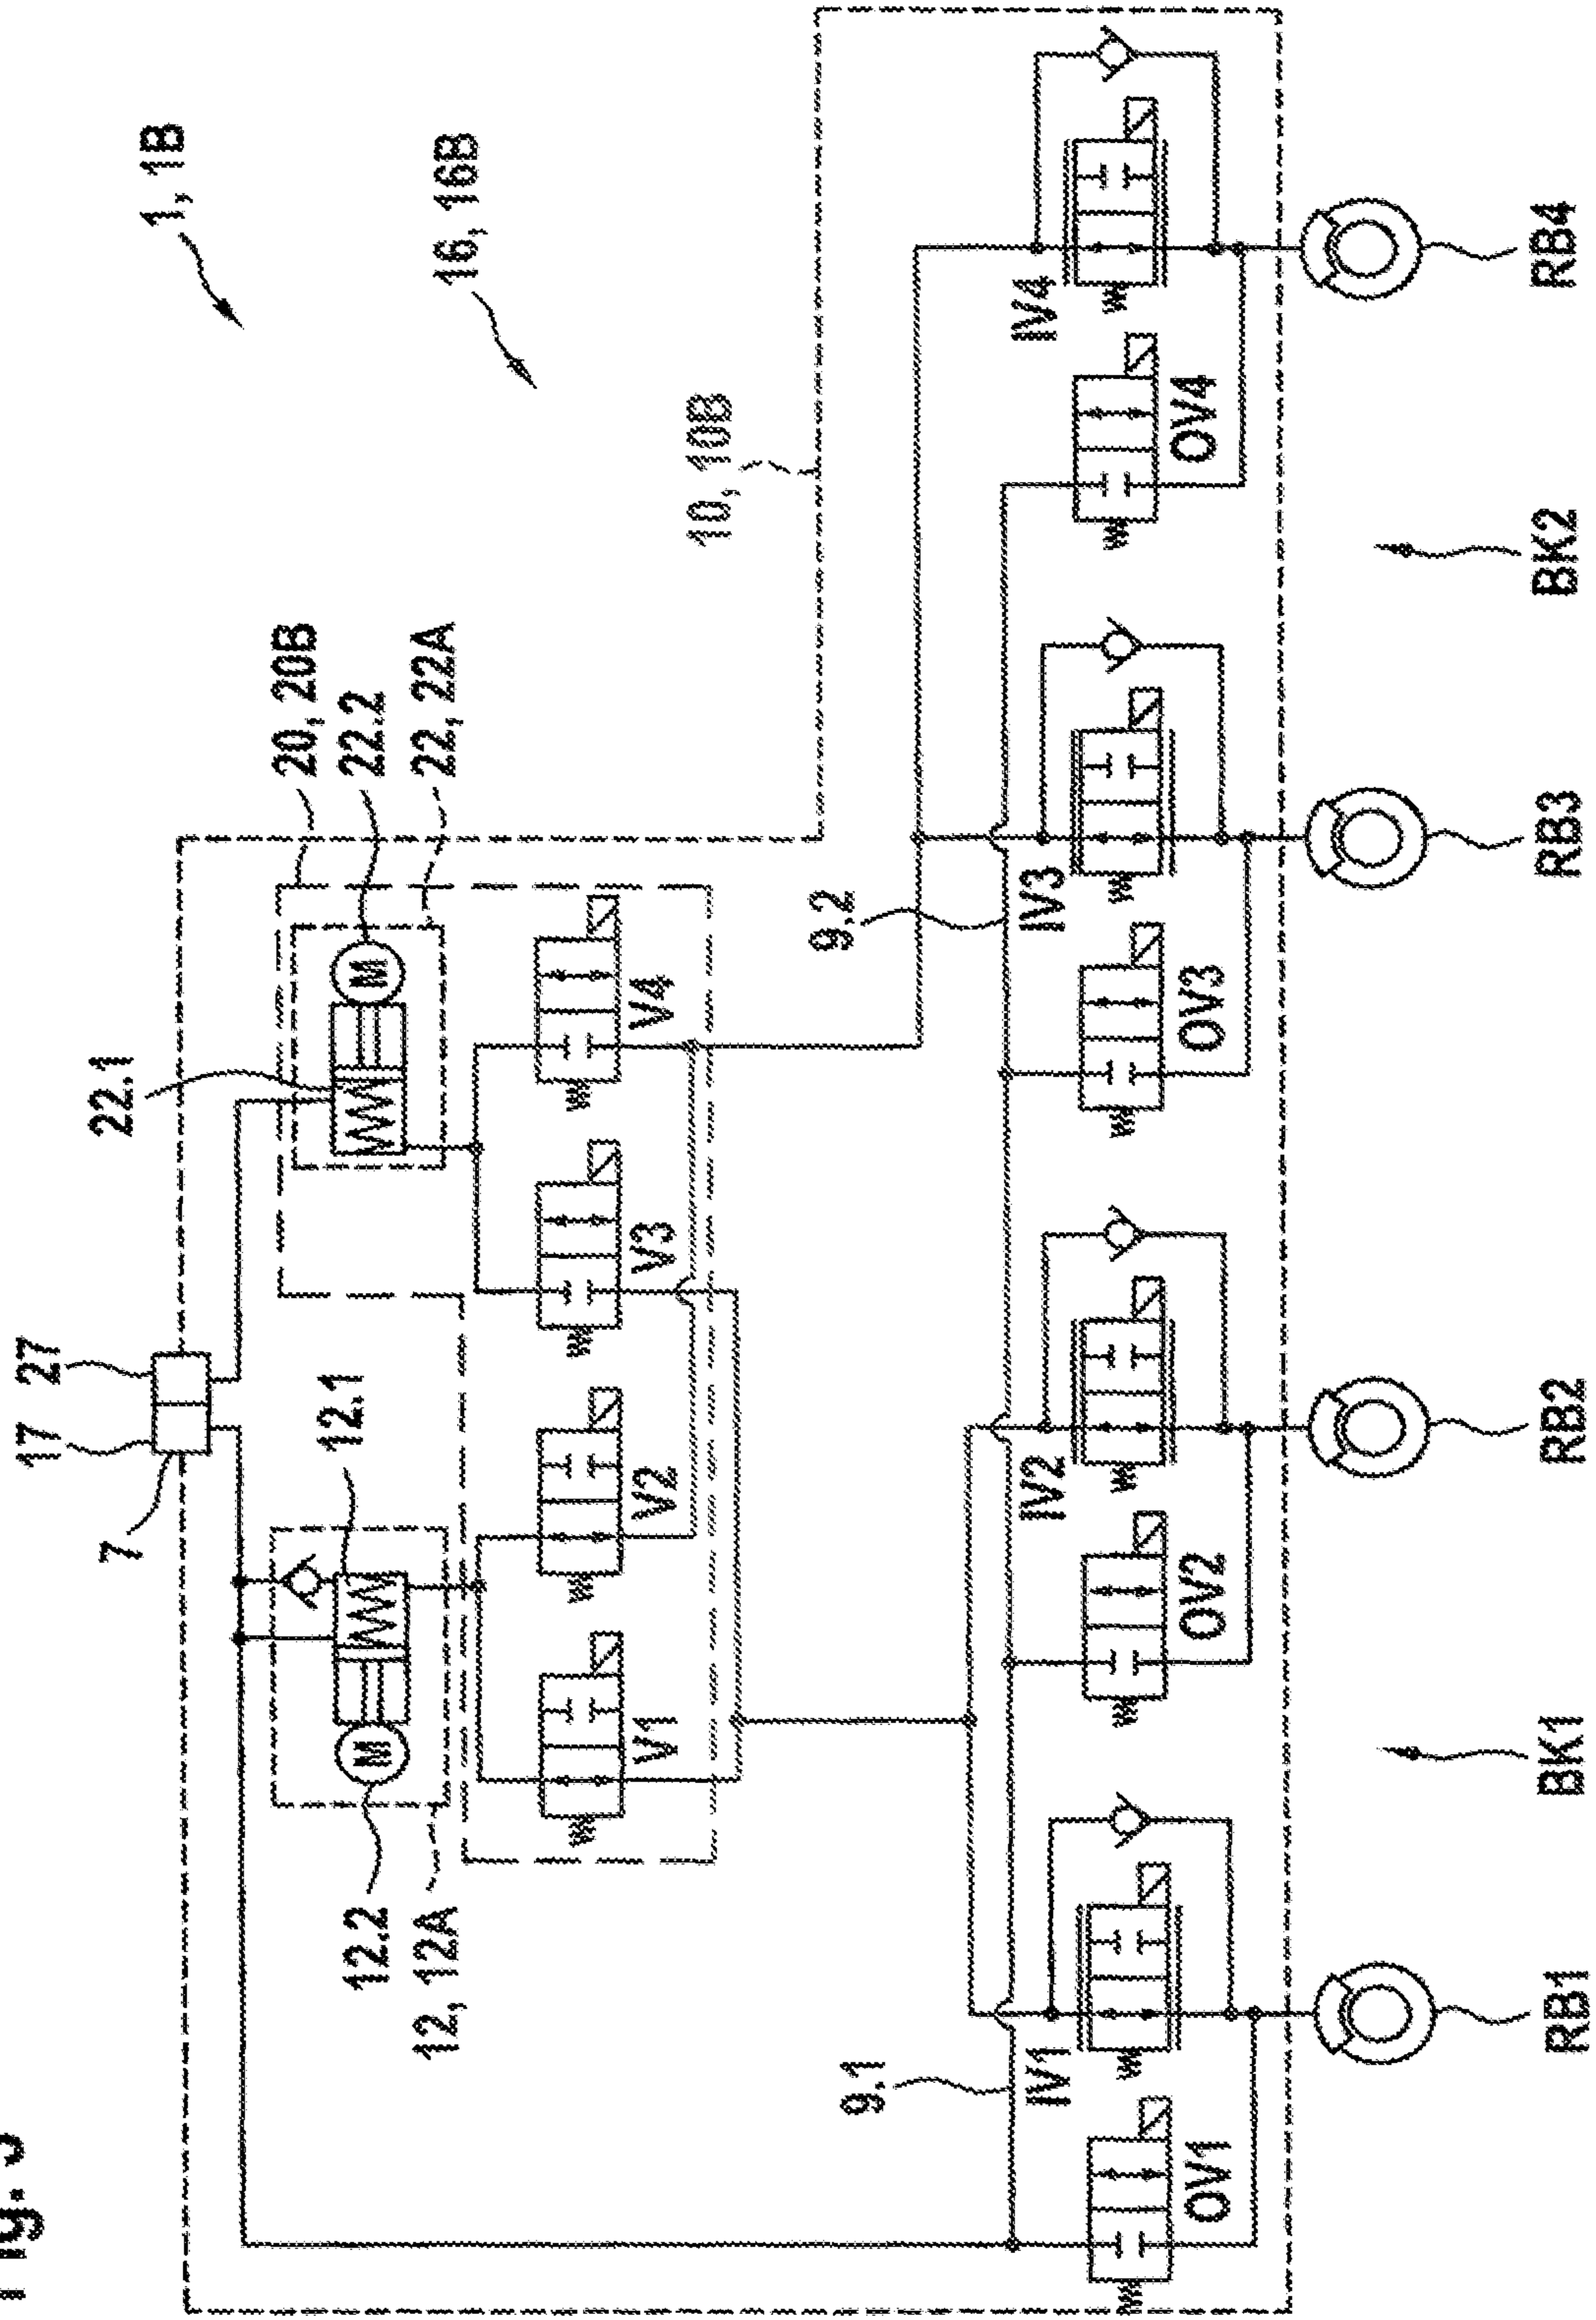 1, 1B
16, 16B
10, 10B
20, 20B
22.2
22, 22A
22.1
27
17
7
12.1
12.2
12, 12A
M
M
V1
V2
V3
V4
9.1
9.2
IV1
OV1
IV2
OV2
IV3
OV3
IV4
OV4
RB1
BK1
RB2
RB3
BK2
RB4